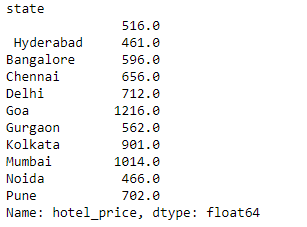 state
516.0
Hyderabad 461.0
Bangalore 596.0
Chennai 656.0
Delhi 712.0
Goa 1216.0
Gurgaon 562.0
Kolkata 901.0
Mumbai 1014.0
Noida 466.0
Pune 702.0
Name: hotel_price, dtype: float64